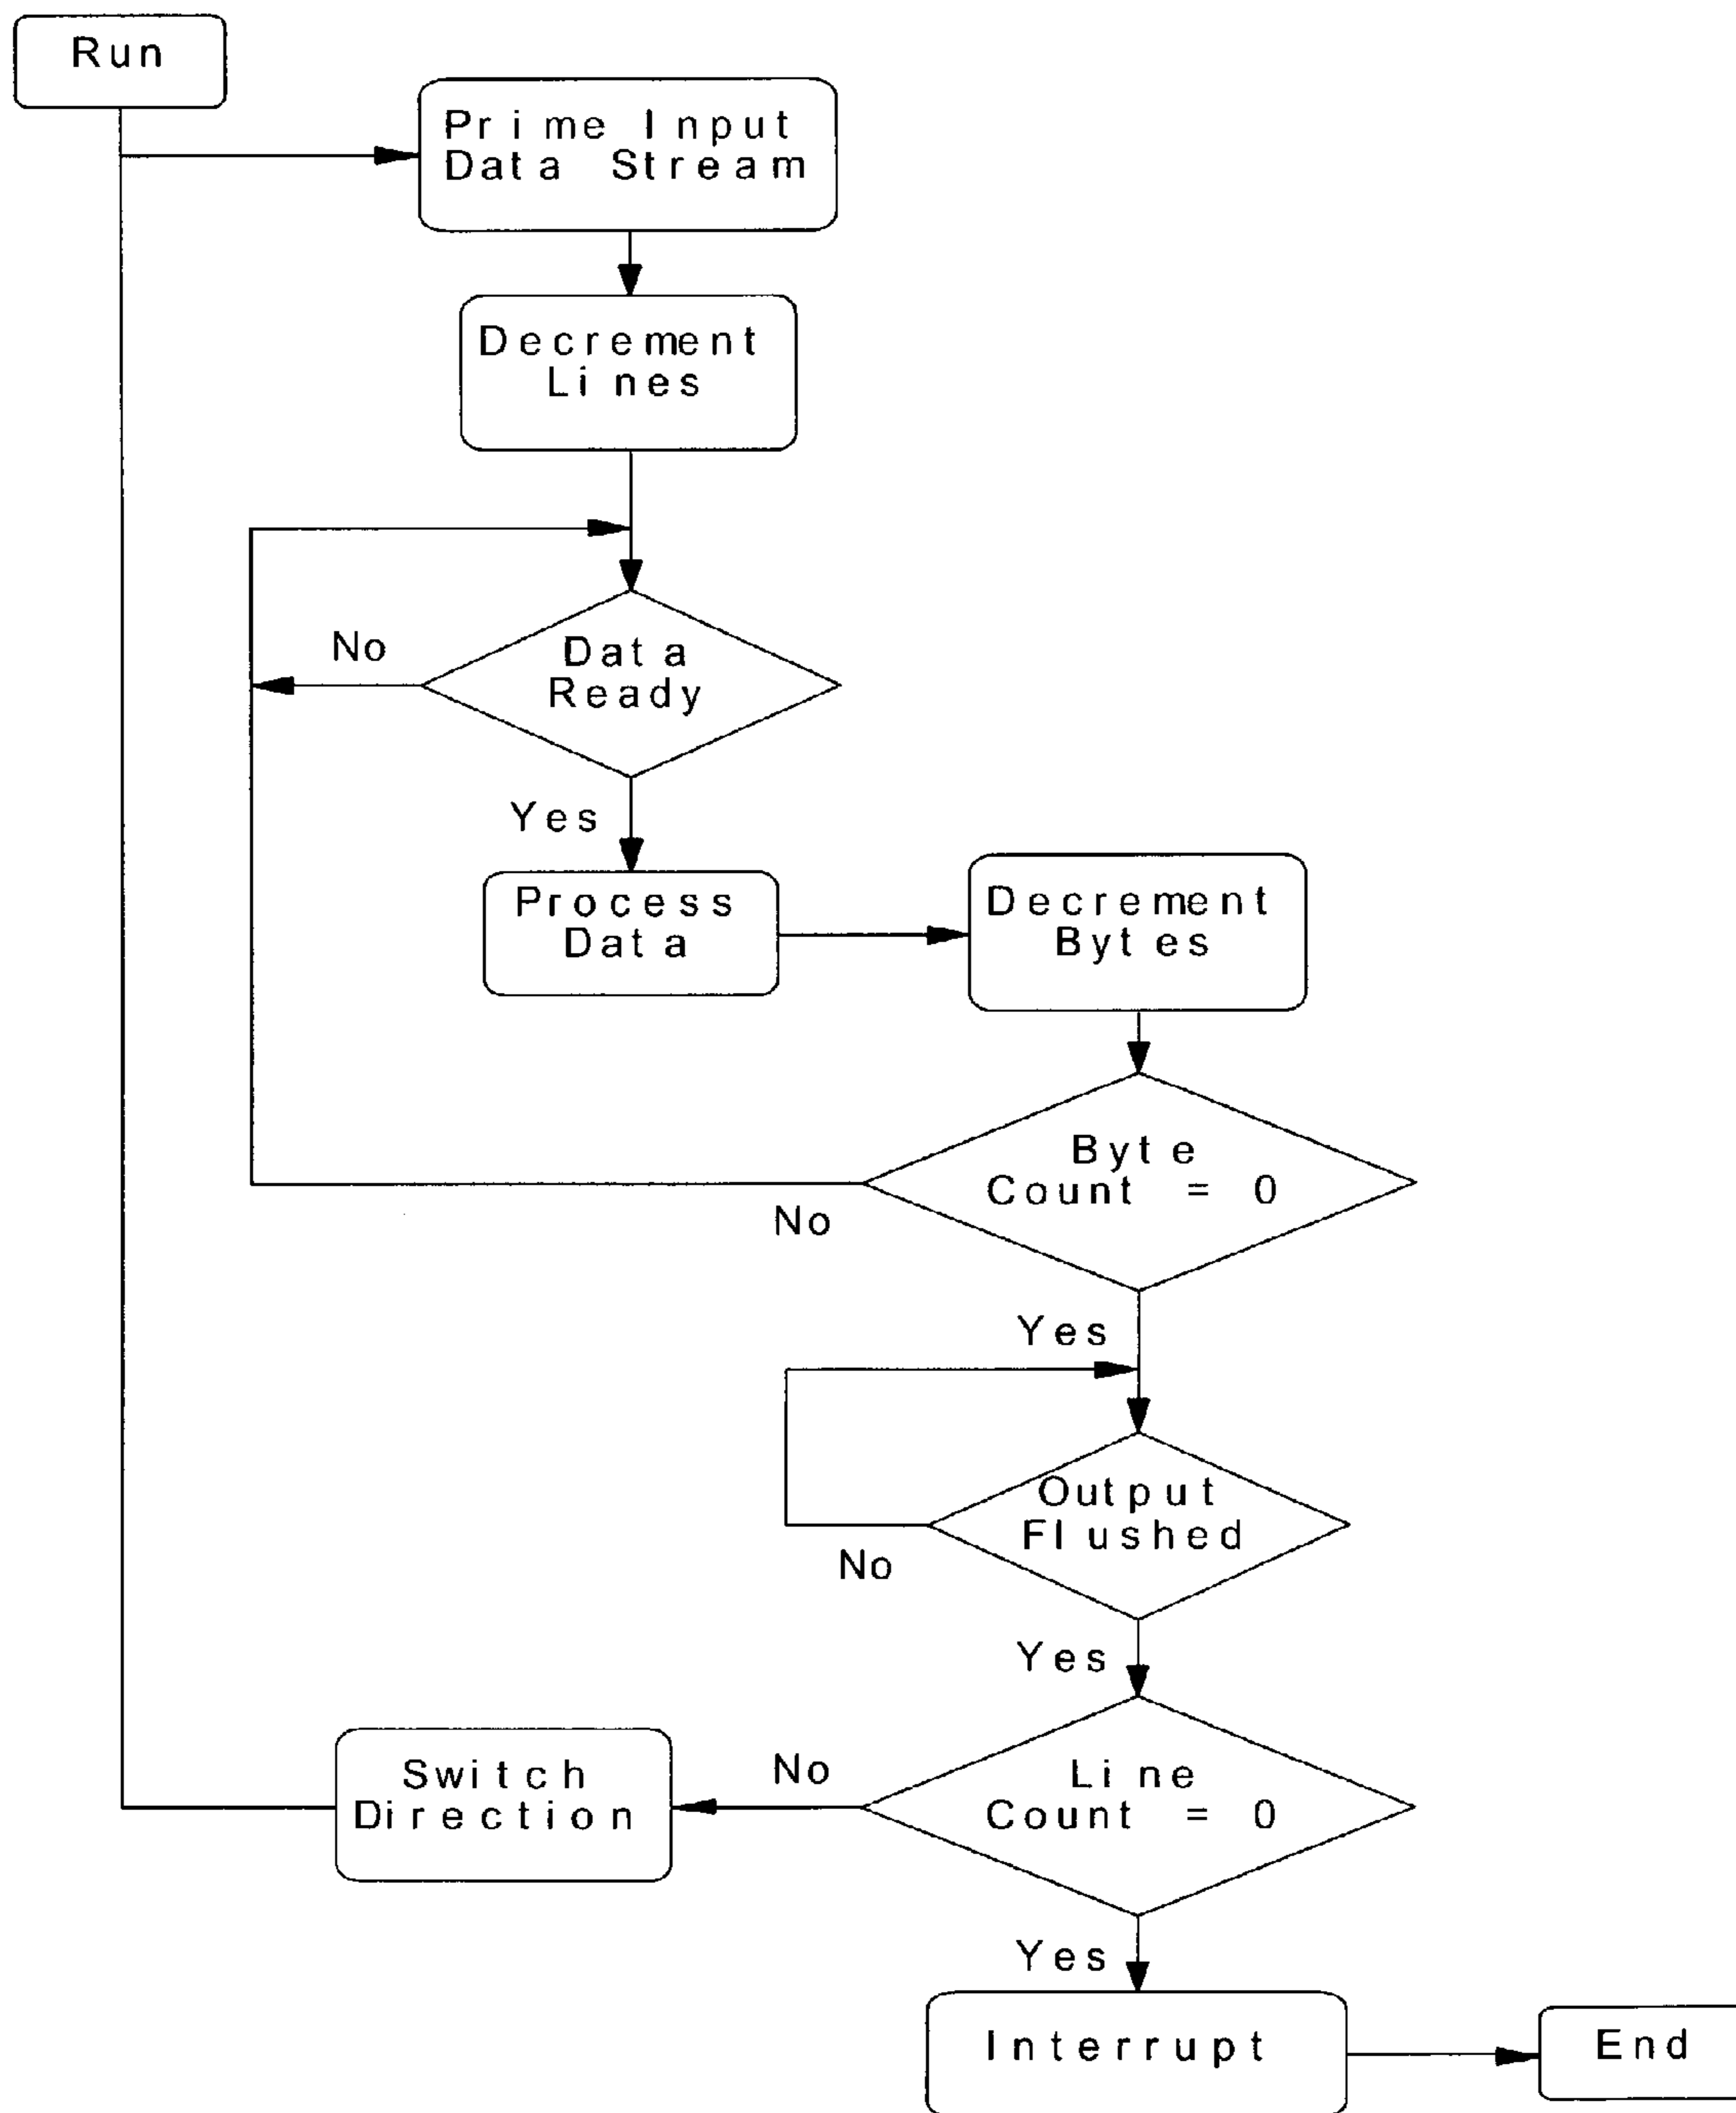 Run
Prime Input
Data Stream
Decrement
Lines
No
Data
Ready
Yes
Process
Data
Decrement
Bytes
Byte
Count = 0
No
Yes
Output
Flushed
No
Yes
Switch
Direction
No
Line
Count = 0
Yes
Interrupt
End